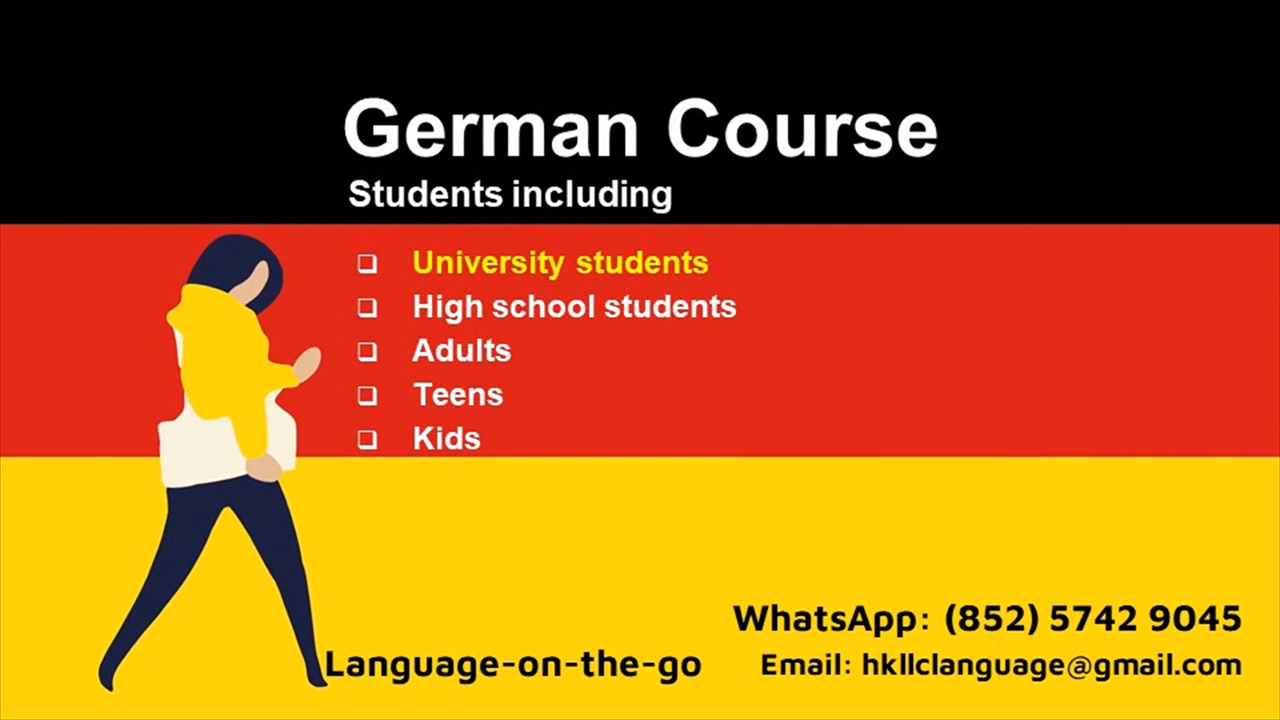 German Course
Students including
❑ University students
❑ High school students
❑ Adults
❑ Teens
❑ Kids
WhatsApp: (852) 5742 9045
Language-on-the-go
Email: hkllclanguage@gmail.com